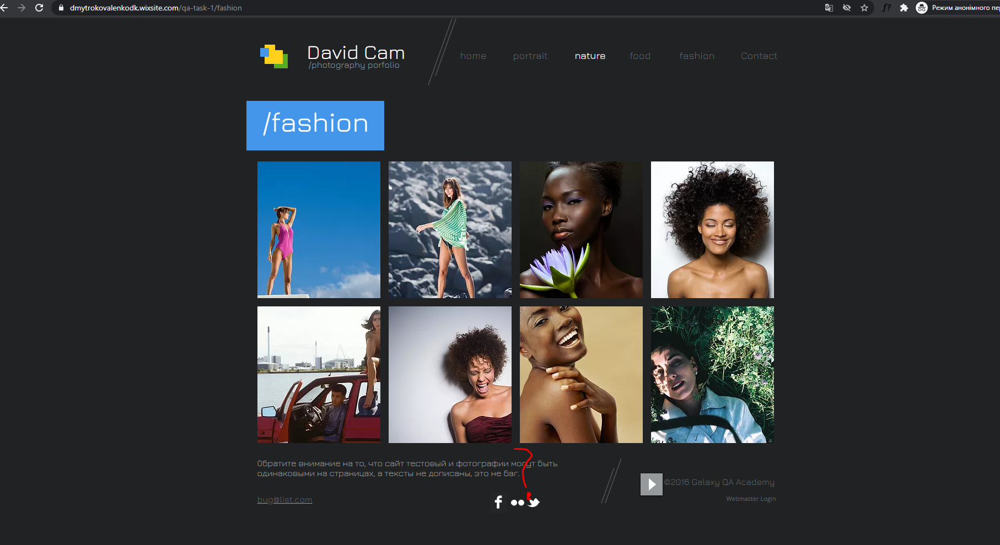 dmytrokovalenkodk.wixsite.com/qa-task-1/fashion
f?
Режим анонімного пе
David Cam
/photography porfolio
home portrait nature food fashion Contact
/fashion
Обратите внимание на то, что сайт тестовый и фотографии могут быть
одинаковыми на страницах, а тексты не дописаны, это не баг.
?
©2016 Galaxy QA Academy
bug@list.com
Webmaster Login